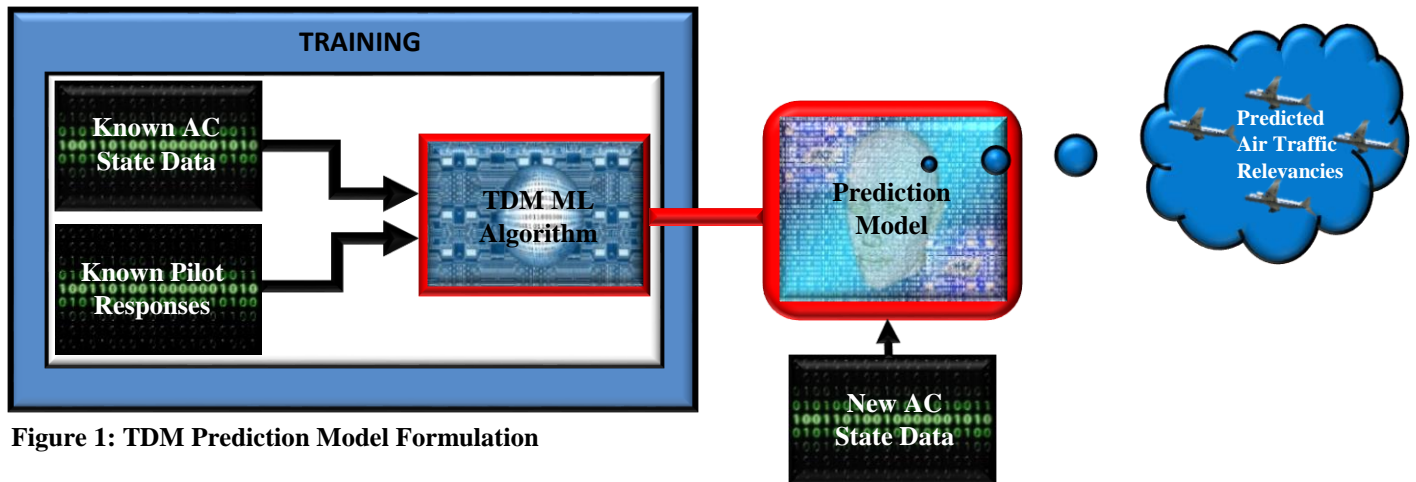 TRAINING
Known AC
State Data
Known Pilot
Responses
TDM ML
Algorithm
Prediction
Model
Predicted
Air Traffic
Relevancies
New AC
State Data
Figure 1: TDM Prediction Model Formulation